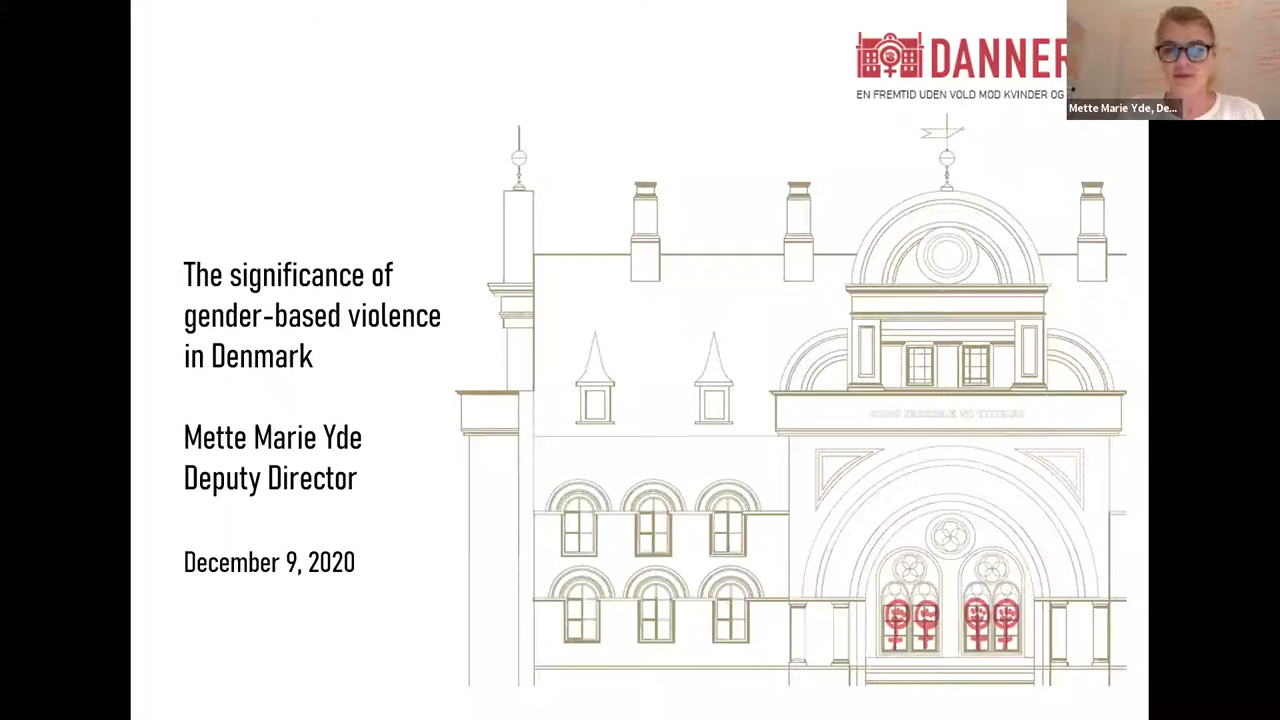 DANNER
EN FREMTID UDEN VOLD MOD KVINDER OG
Mette Marie Yde, De...
The significance of
gender-based violence
in Denmark
Mette Marie Yde
Deputy Director
December 9, 2020